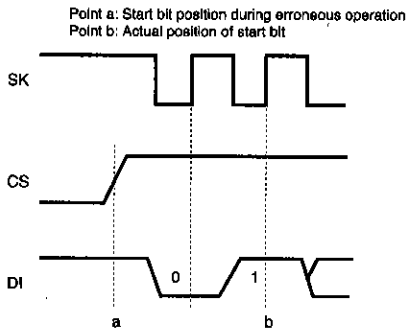 Point a: Start bit position during erroneous operation
Point b: Actual position of start bit
SK
CS
DI
0
1
a
b